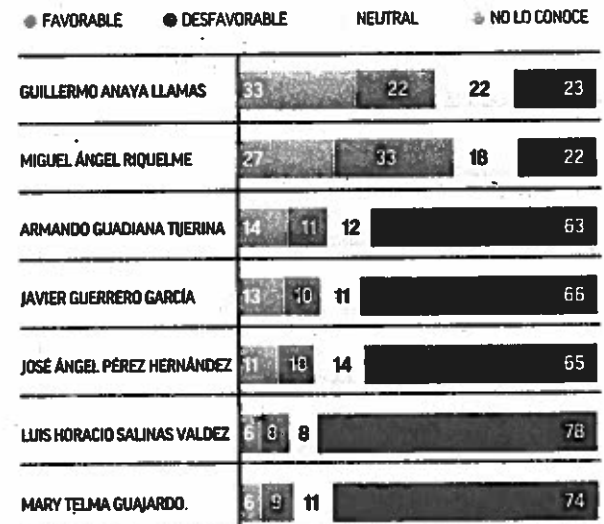 FAVORABLE DESFAVORABLE NEUTRAL NO LO CONOCE
GUILLERMO ANAYA LLAMAS 33 22 22 23
MIGUEL ÁNGEL RIQUELME 27 33 18 22
ARMANDO GUADIANA TIJERINA 14 11 12 63
JAVIER GUERRERO GARCÍA 13 10 11 66
JOSÉ ÁNGEL PÉREZ HERNÁNDEZ 11 10 14 65
LUIS HORACIO SALINAS VALDEZ 6 8 8 78
MARY TELMA GUAJARDO. 6 9 11 74